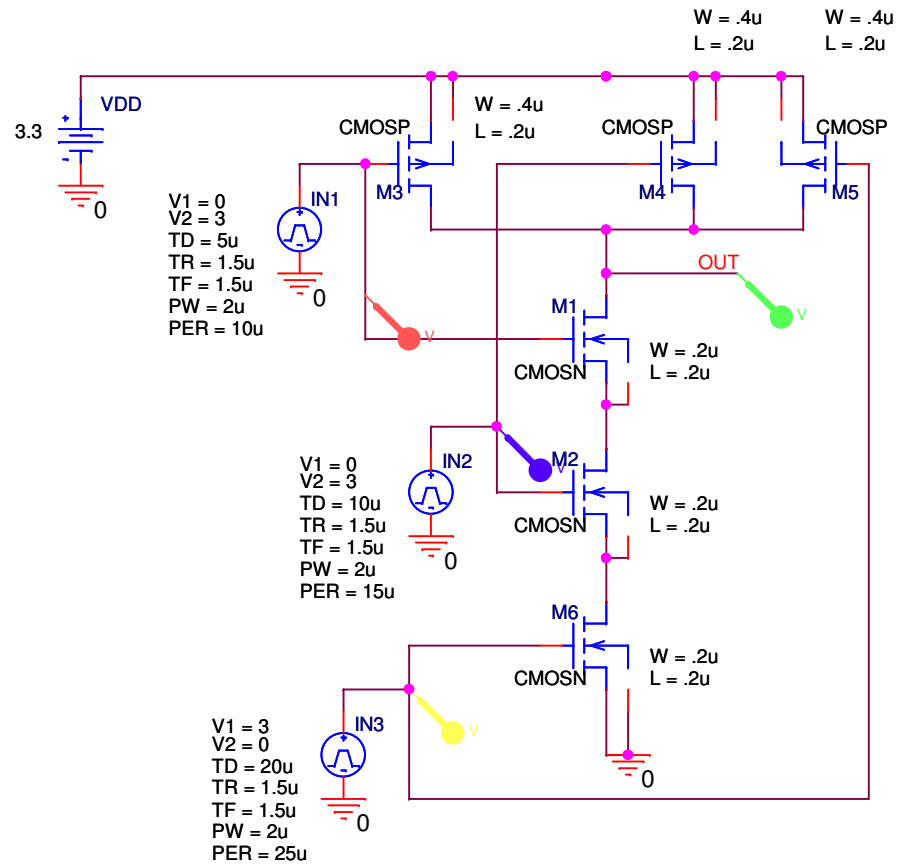 W = .4u
L = .2u
W = .4u
L = .2u
VDD
3.3
0
W = .4u
L = .2u
CMOSP
M3
CMOSP
M4
CMOSP
M5
IN1
V1 = 0
V2 = 3
TD = 5u
TR = 1.5u
TF = 1.5u
PW = 2u
PER = 10u
0
V
OUT
V
M1
CMOSN
W = .2u
L = .2u
IN2
V1 = 0
V2 = 3
TD = 10u
TR = 1.5u
TF = 1.5u
PW = 2u
PER = 15u
0
V
M2
CMOSN
W = .2u
L = .2u
M6
CMOSN
W = .2u
L = .2u
0
V
IN3
V1 = 3
V2 = 0
TD = 20u
TR = 1.5u
TF = 1.5u
PW = 2u
PER = 25u
0